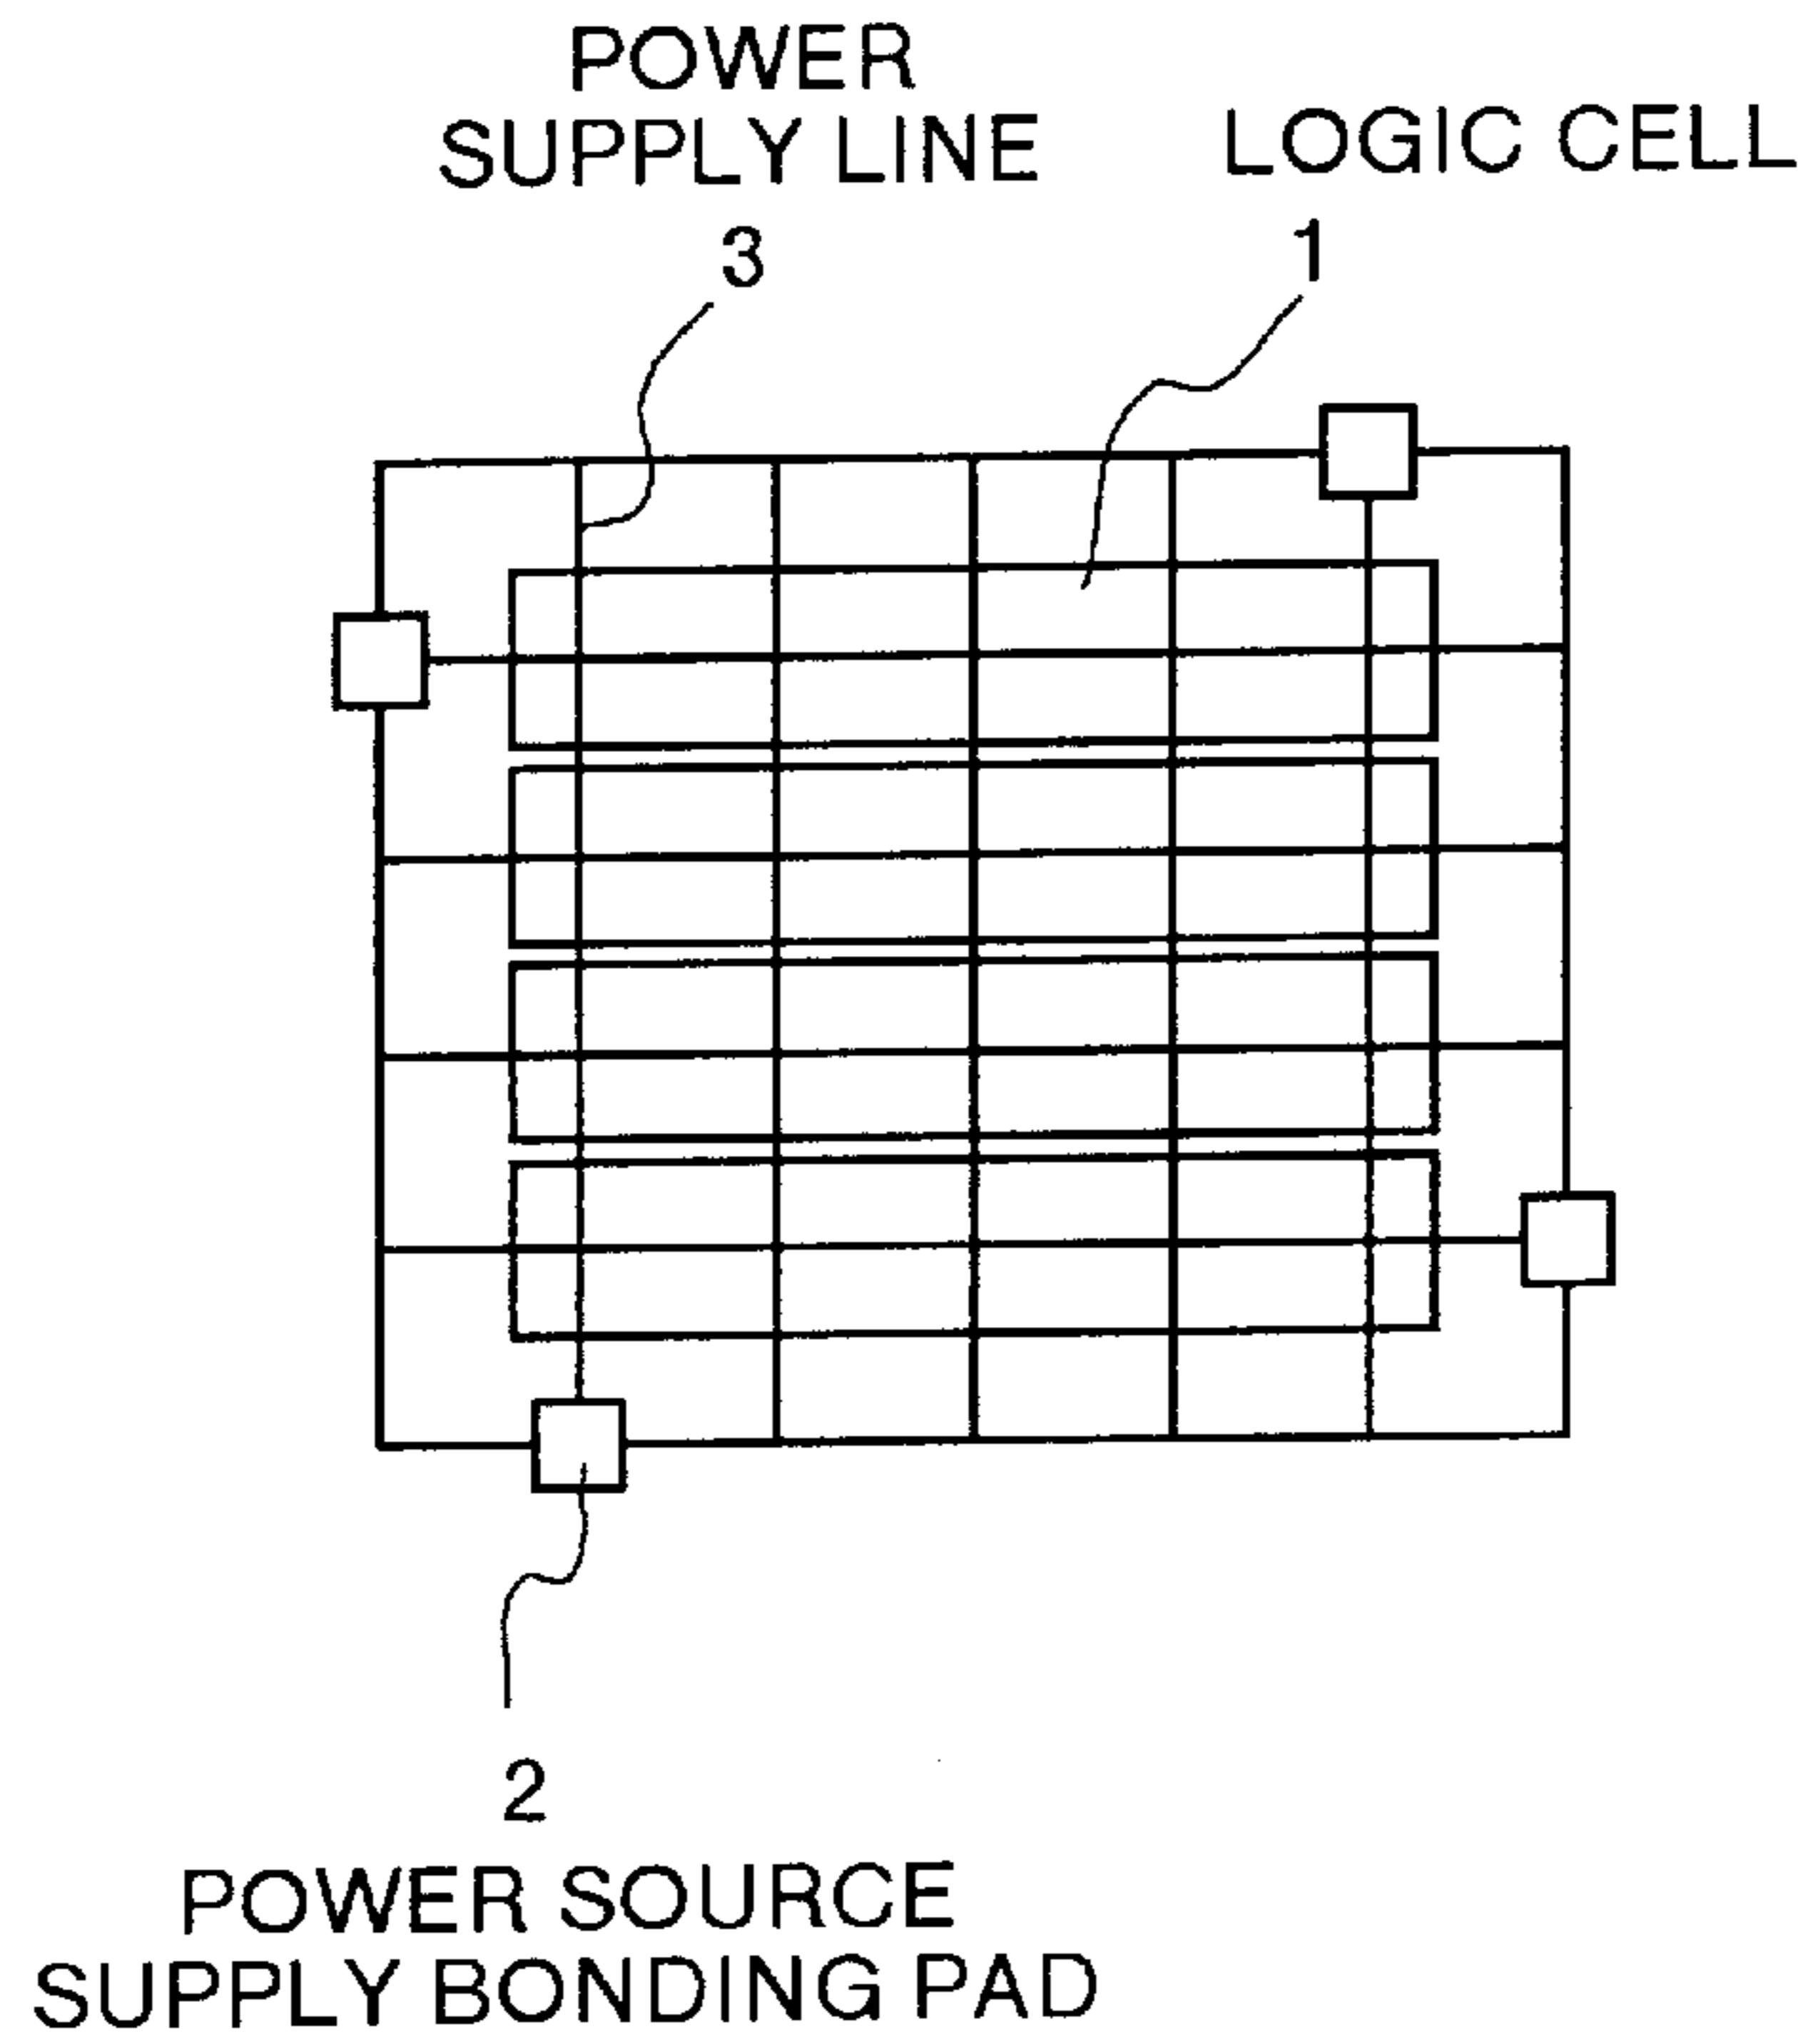 POWER
SUPPLY LINE
LOGIC CELL
3
1
2
POWER SOURCE
SUPPLY BONDING PAD